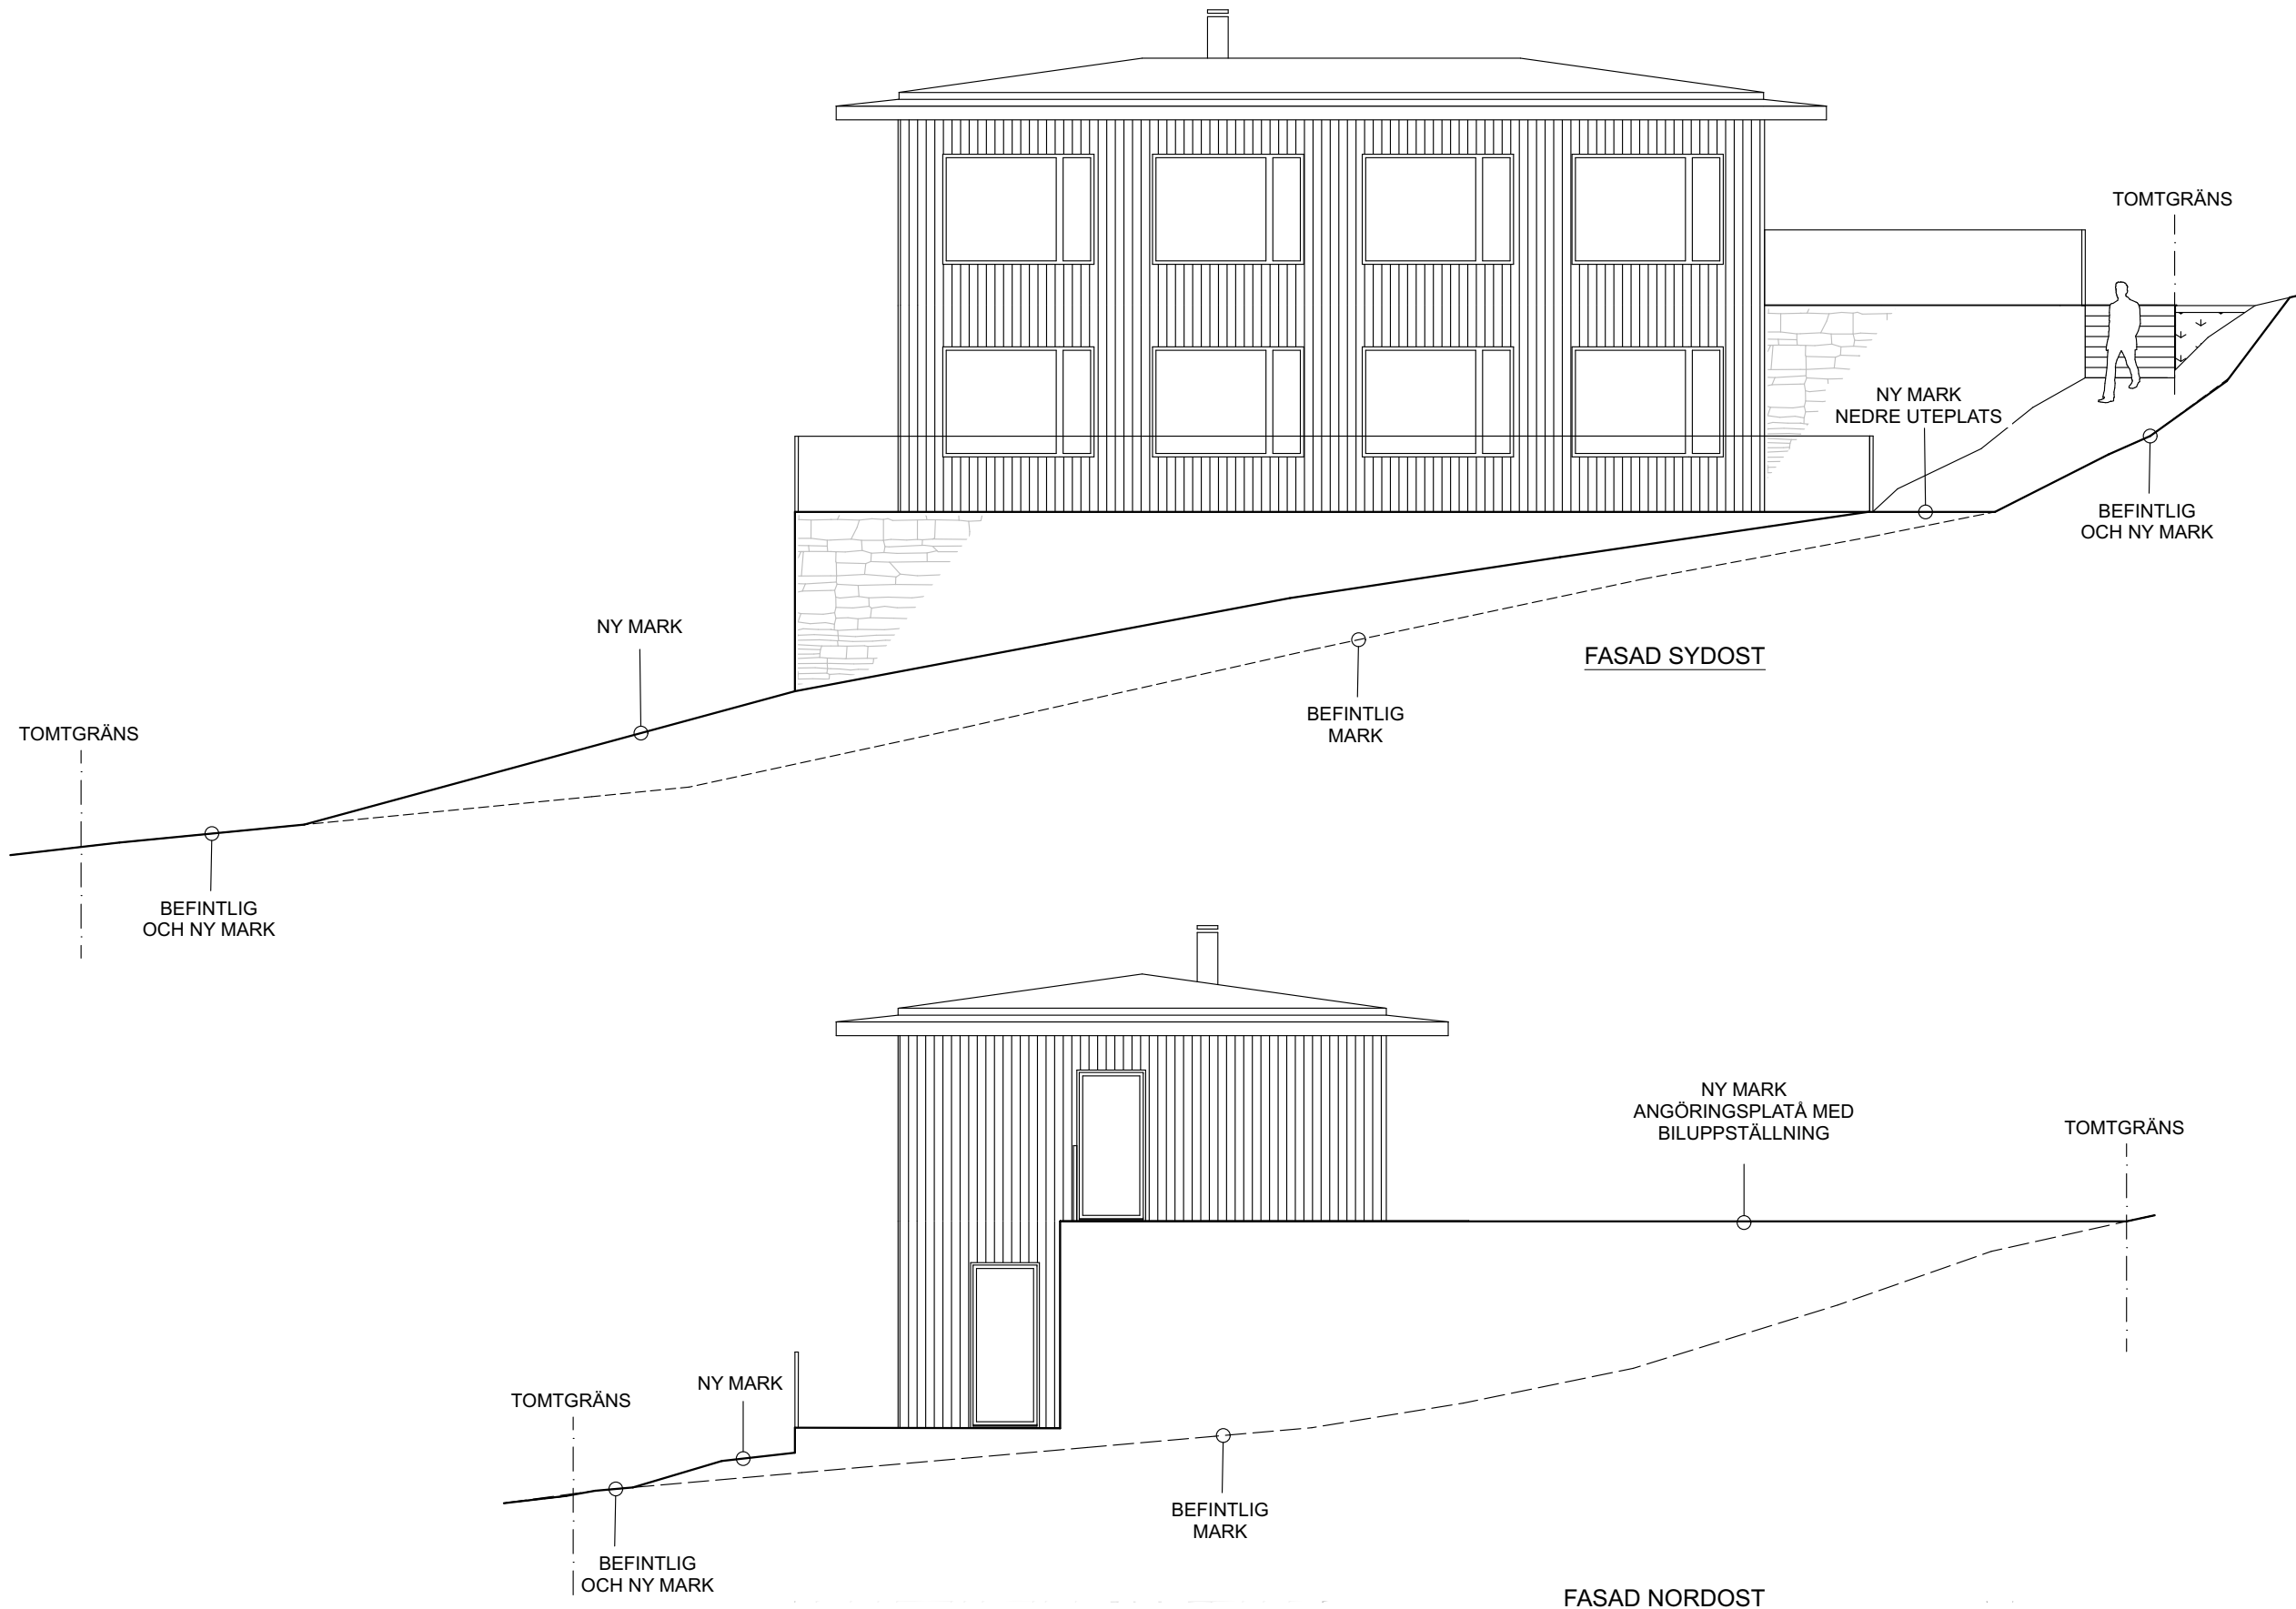 TOMTGRÄNS
NY MARK
NEDRE UTEPLATS
BEFINTLIG
OCH NY MARK
NY MARK
FASAD SYDOST
BEFINTLIG
MARK
TOMTGRÄNS
BEFINTLIG
OCH NY MARK
NY MARK
ANGÖRINGSPLATÅ MED
BILUPPSTÄLLNING
TOMTGRÄNS
NY MARK
TOMTGRÄNS
BEFINTLIG
MARK
BEFINTLIG
OCH NY MARK
FASAD NORDOST